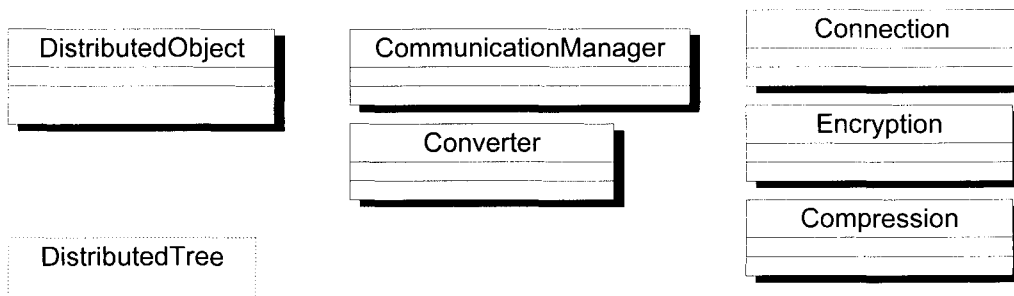 DistributedObject
CommunicationManager
Connection
Converter
Encryption
Compression
DistributedTree